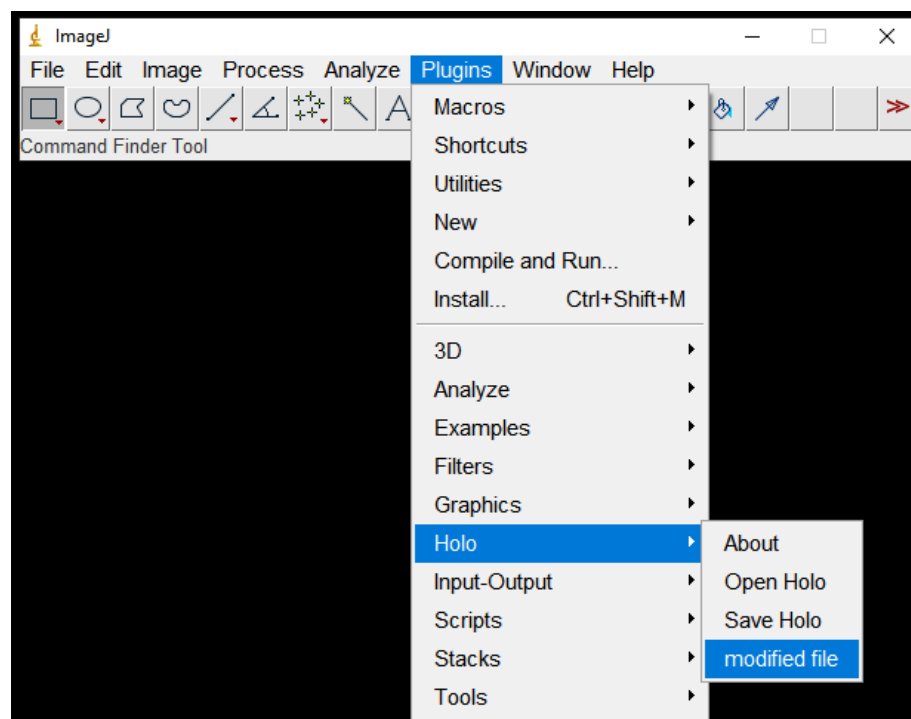 ImageJ
File Edit Image Process Analyze Plugins Window Help
A
Command Finder Tool
Macros
Shortcuts
Utilities
New
Compile and Run...
Install... Ctrl+Shift+M
3D
Analyze
Examples
Filters
Graphics
Holo
Input-Output
Scripts
Stacks
Tools
About
Open Holo
Save Holo
modified file